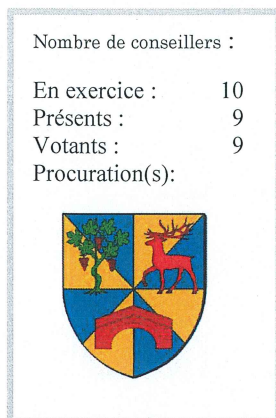 Nombre de conseillers :
En exercice : 10
Présents : 9
Votants : 9
Procuration(s):